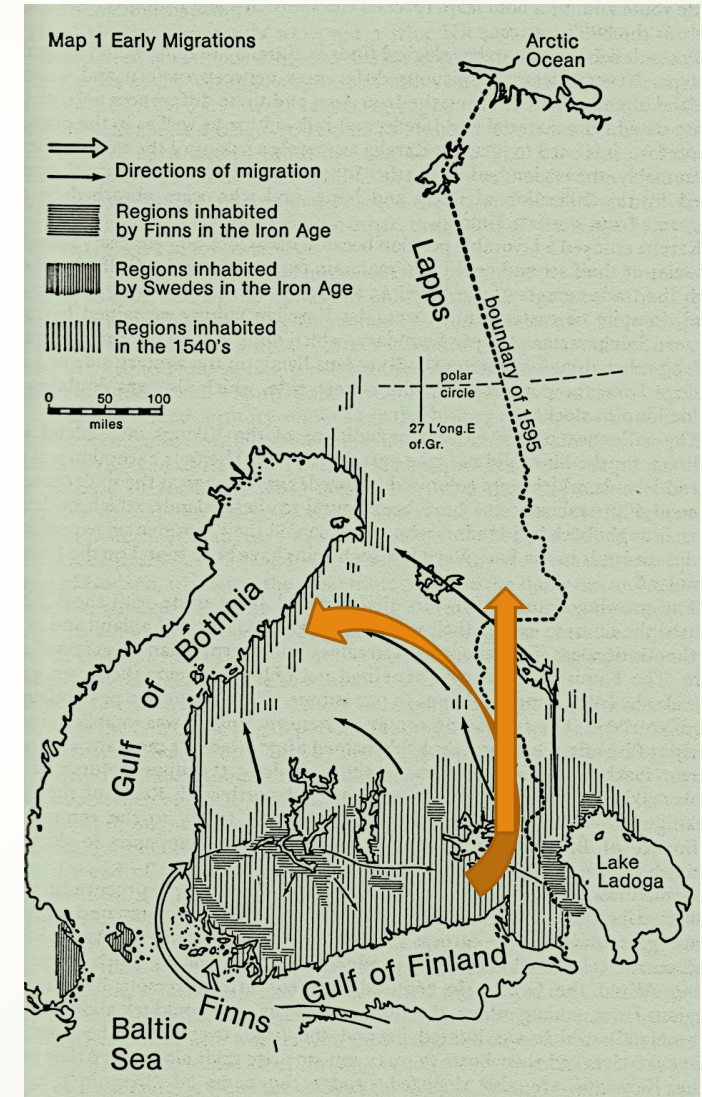 Map 1 Early Migrations
Arctic
Ocean
Directions of migration
Regions inhabited
by Finns in the Iron Age
Regions inhabited
by Swedes in the Iron Age
Regions inhabited
in the 1540's
0 50 100
miles
Lapps
boundary of 1595
polar
circle
27 L'ong.E
of.Gr.
Gulf of Bothnia
Lake
Ladoga
Gulf of Finland
Finns
Baltic
Sea